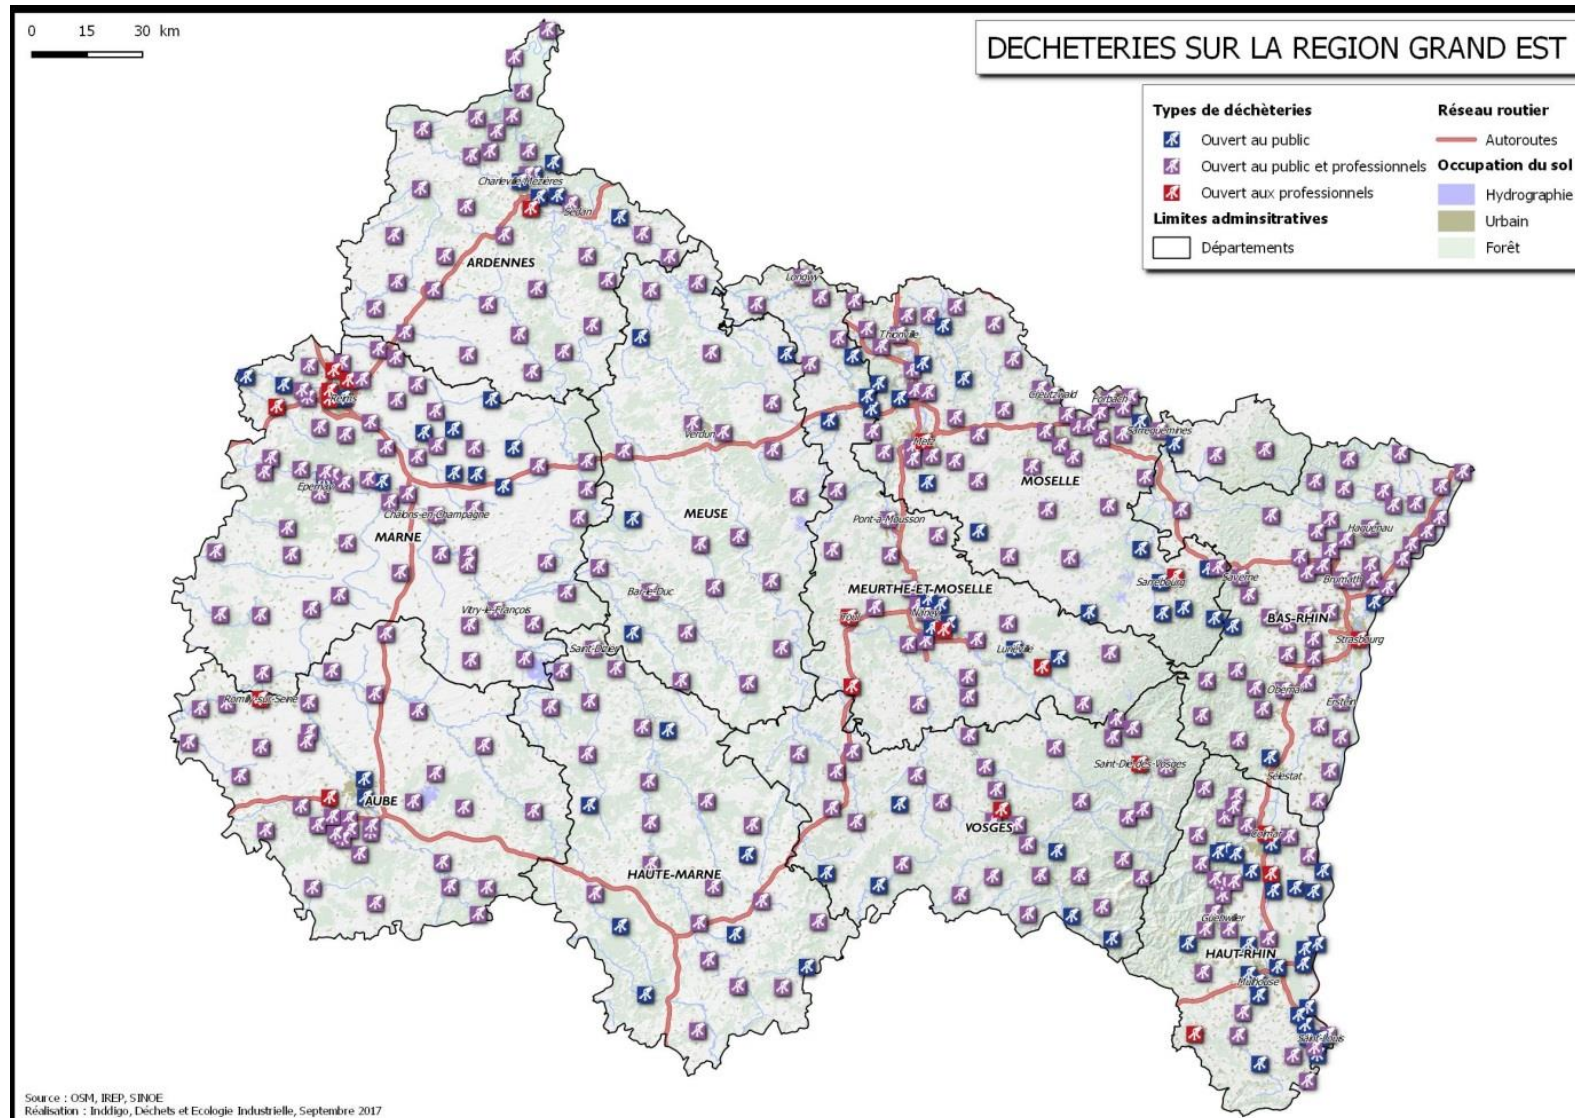 0 15 30 km
DECHETERIES SUR LA REGION GRAND EST
Types de déchèteries
Ouvert au public
Ouvert au public et professionnels
Ouvert aux professionnels
Limites adminsitratives
Départements
Réseau routier
Autoroutes
Occupation du sol
Hydrographie
Urbain
Forêt
Charleville-Mézières
Sedan
ARDENNES
Longwy
Thionville
Reims
Creutzwald
Forbach
Sarreguemines
Verdun
Metz
MOSELLE
Epernay
Châlons-en-Champagne
MEUSE
Pont-à-Mousson
Haguenau
MARNE
Sarrebourg
Saverne
Brumath
Bar-le-Duc
MEURTHE-ET-MOSELLE
Vitry-le-François
Toul
Nancy
BAS-RHIN
Strasbourg
Saint-Dizier
Lunéville
Romilly-sur-Seine
Obernai
Erstein
Saint-Dié-des-Vosges
Sélestat
AUBE
VOSGES
Colmar
HAUTE-MARNE
Guebwiller
HAUT-RHIN
Mulhouse
Saint-Louis
Source : OSM, IREP, SINOE
Réalisation : Inddigo, Déchets et Ecologie Industrielle, Septembre 2017